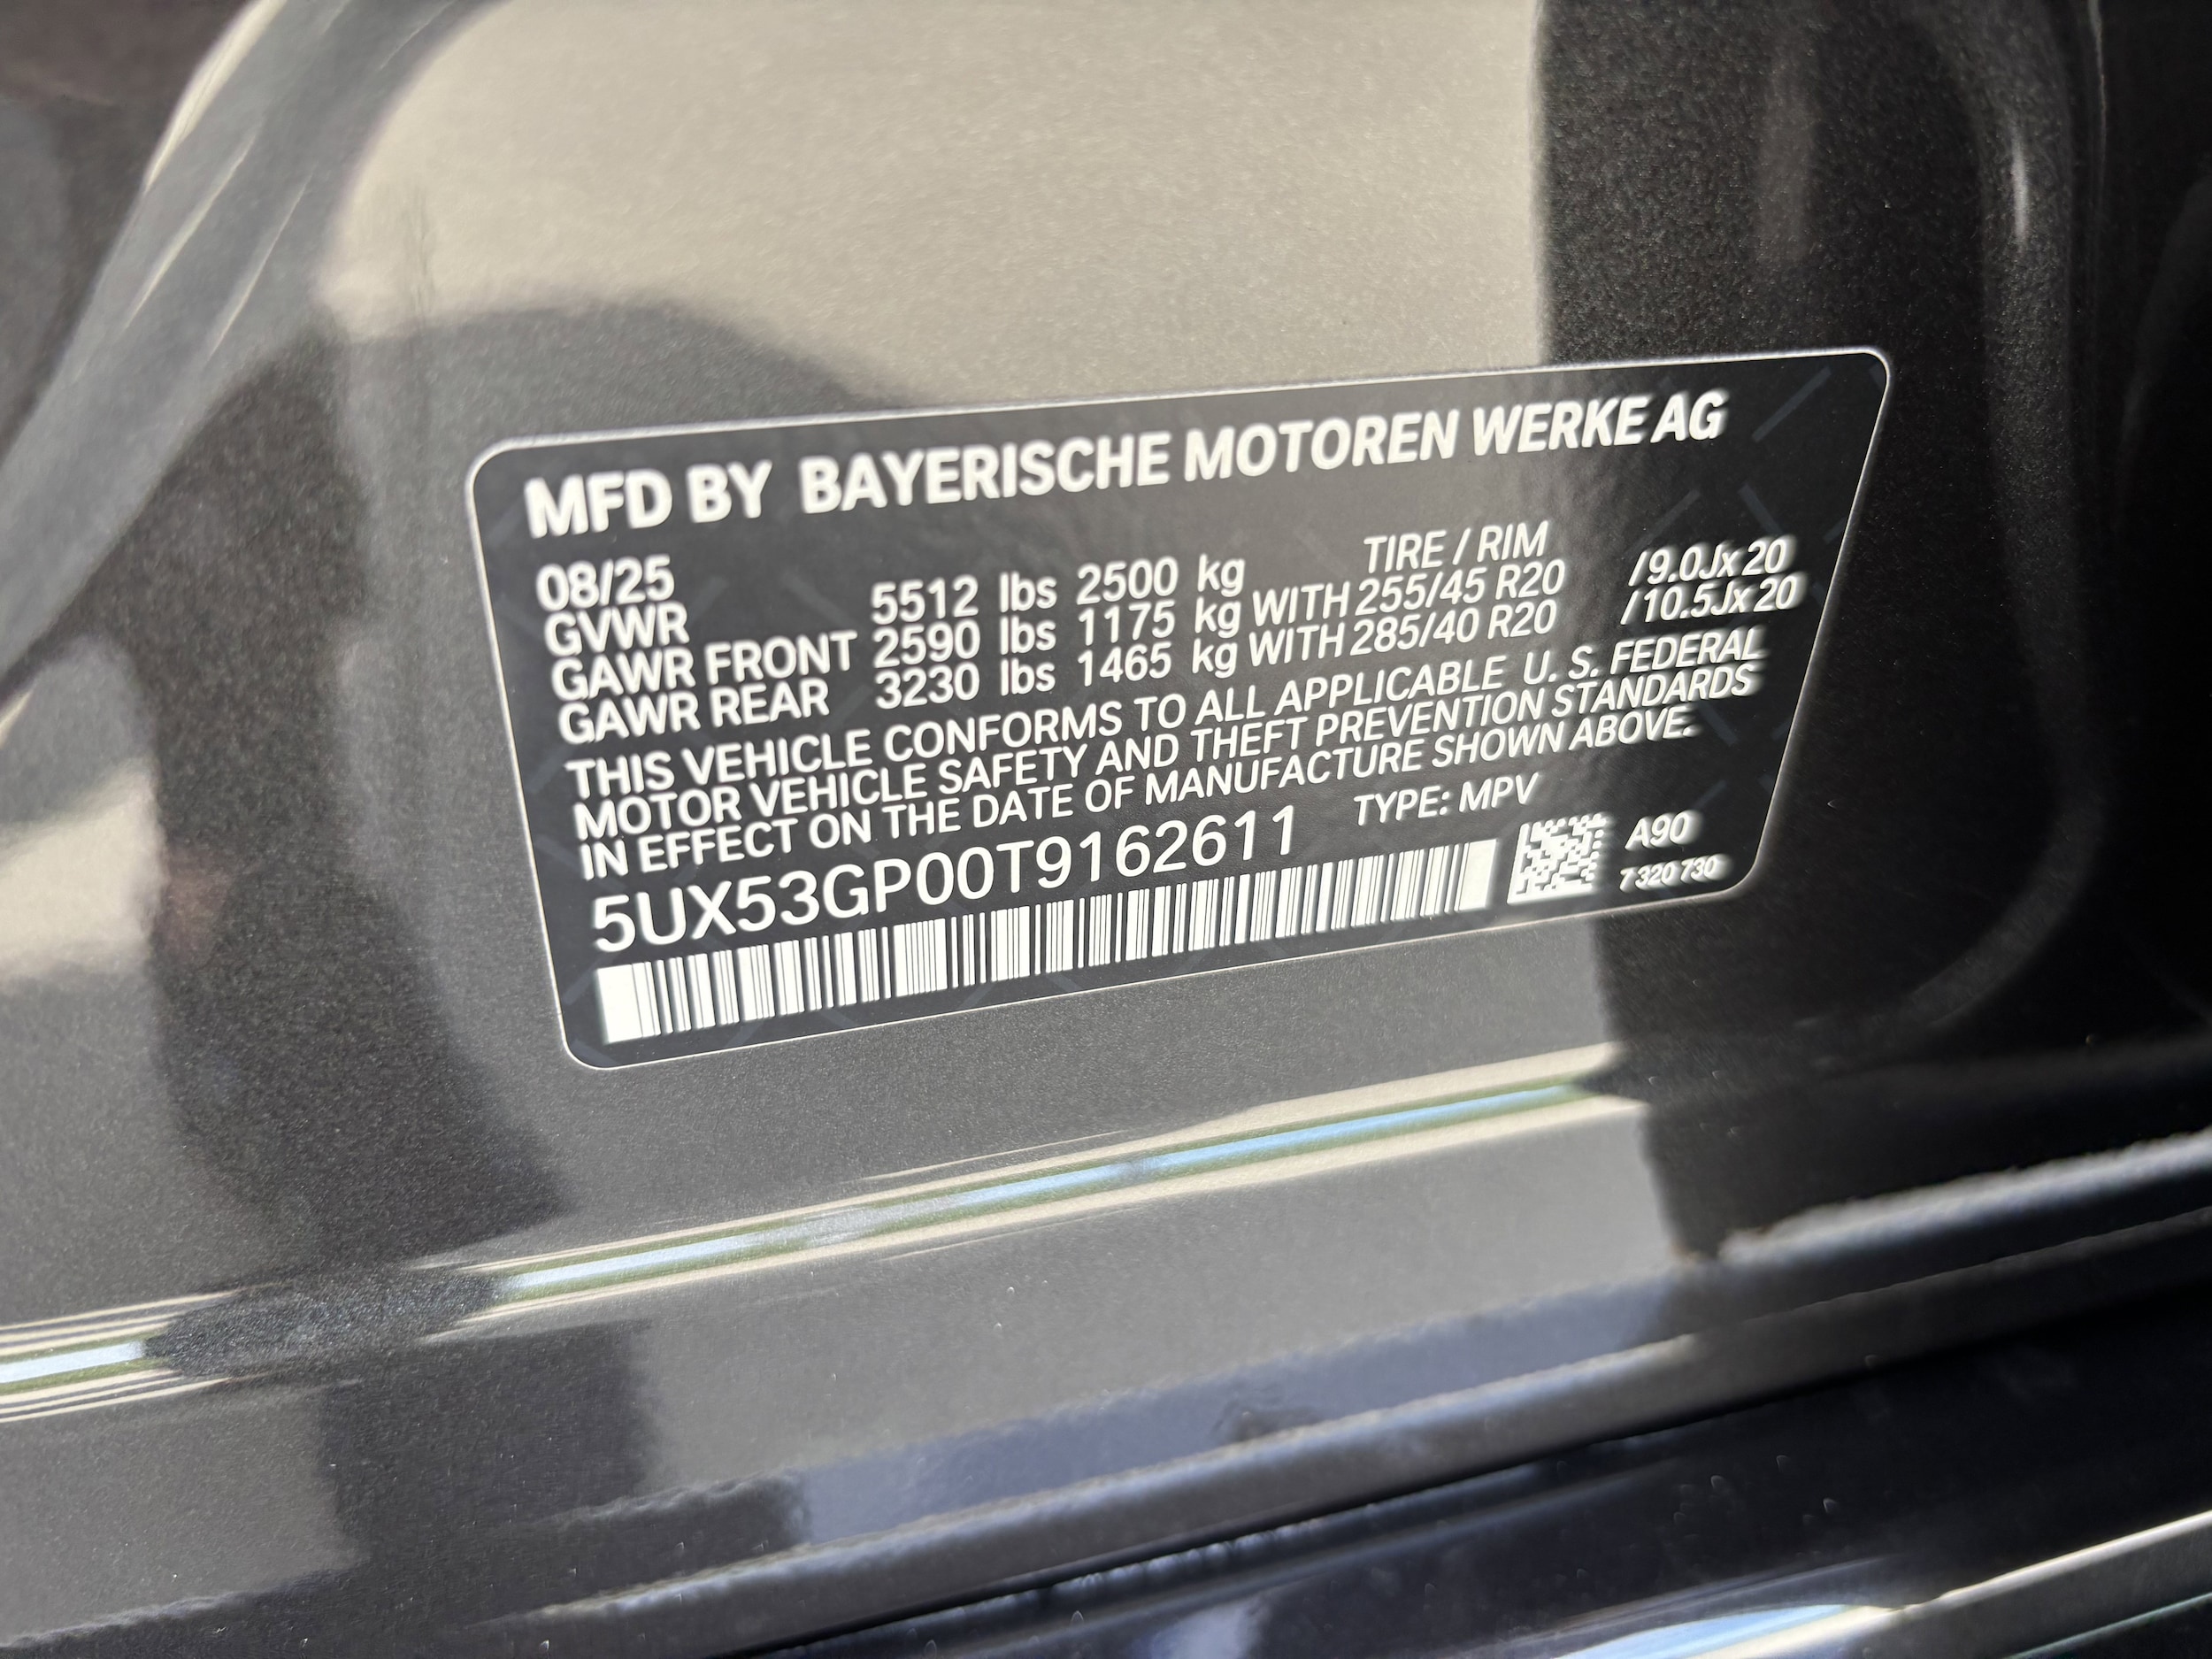 MFD BY BAYERISCHE MOTOREN WERKE AG
08/25 TIRE / RIM
GVWR 5512 lbs 2500 kg
GAWR FRONT 2590 lbs 1175 kg WITH 255/45 R20 /9.0Jx20
GAWR REAR 3230 lbs 1465 kg WITH 285/40 R20 /10.5Jx20
THIS VEHICLE CONFORMS TO ALL APPLICABLE U. S. FEDERAL
MOTOR VEHICLE SAFETY AND THEFT PREVENTION STANDARDS
IN EFFECT ON THE DATE OF MANUFACTURE SHOWN ABOVE.
5UX53GP00T9162611 TYPE: MPV
A90
7 320 730